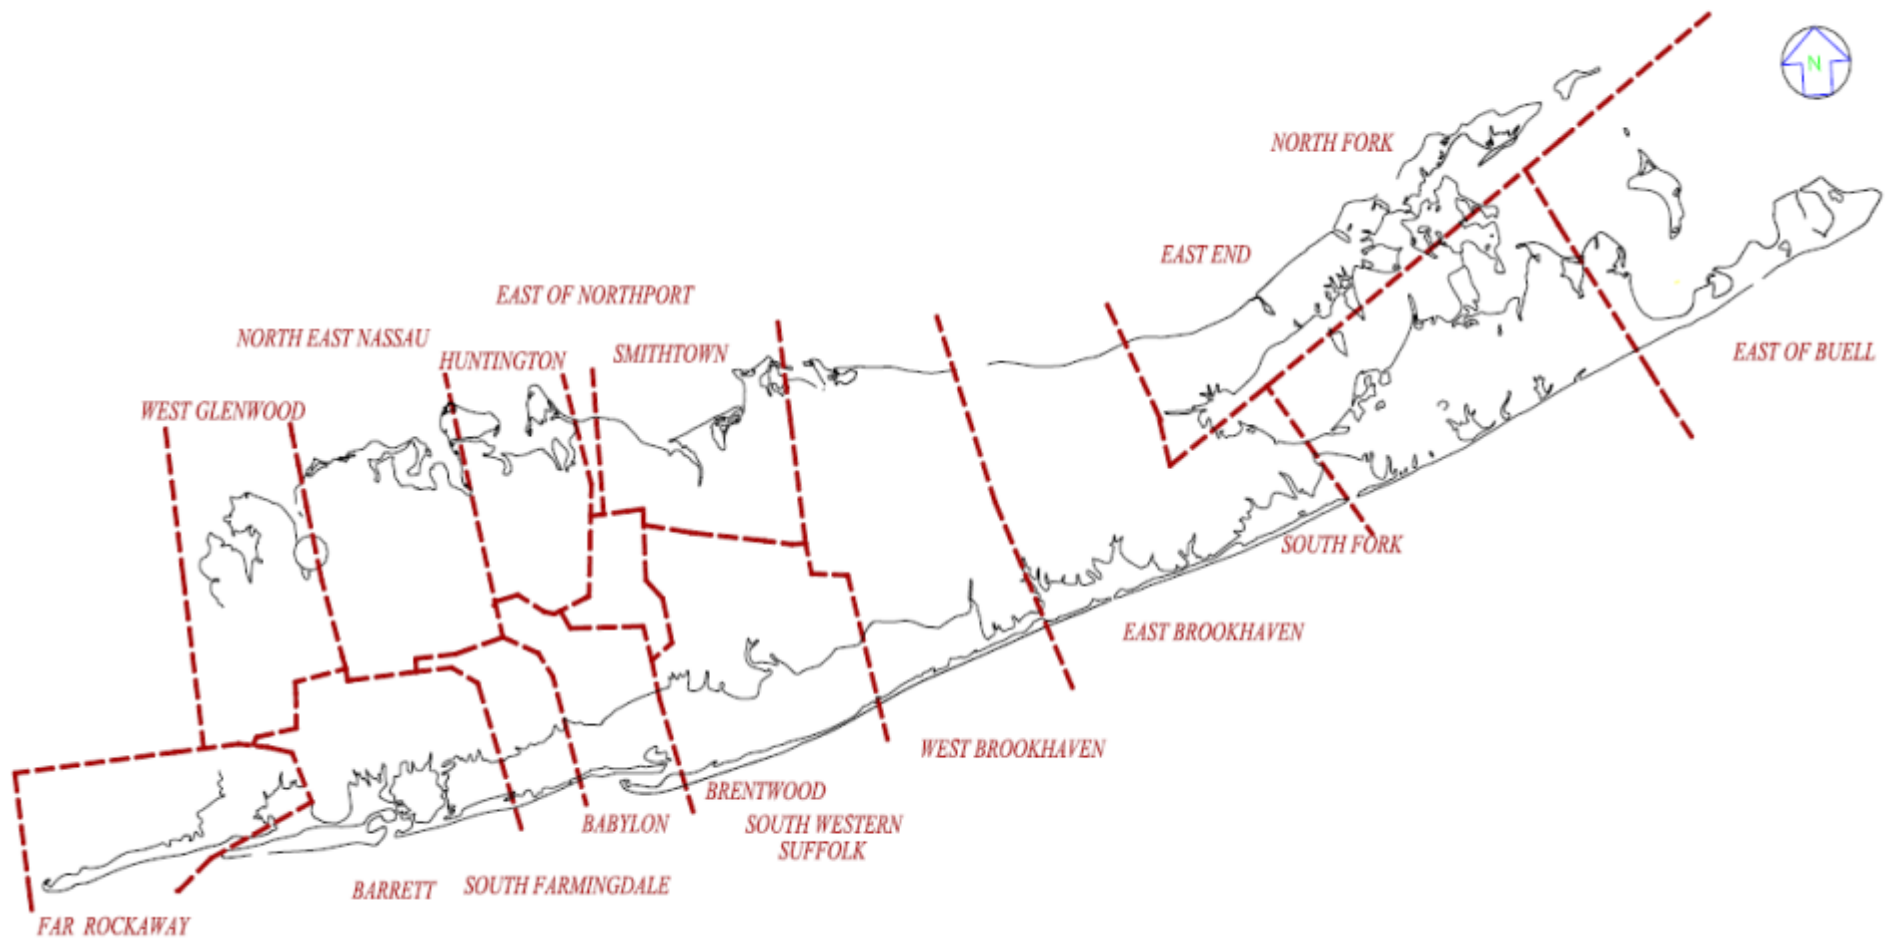 N
NORTH FORK
EAST END
EAST OF NORTHPORT
NORTH EAST NASSAU
HUNTINGTON
SMITHTOWN
EAST OF BUELL
WEST GLENWOOD
SOUTH FORK
EAST BROOKHAVEN
WEST BROOKHAVEN
BRENTWOOD
BABYLON
SOUTH WESTERN
SUFFOLK
BARRETT
SOUTH FARMINGDALE
FAR ROCKAWAY